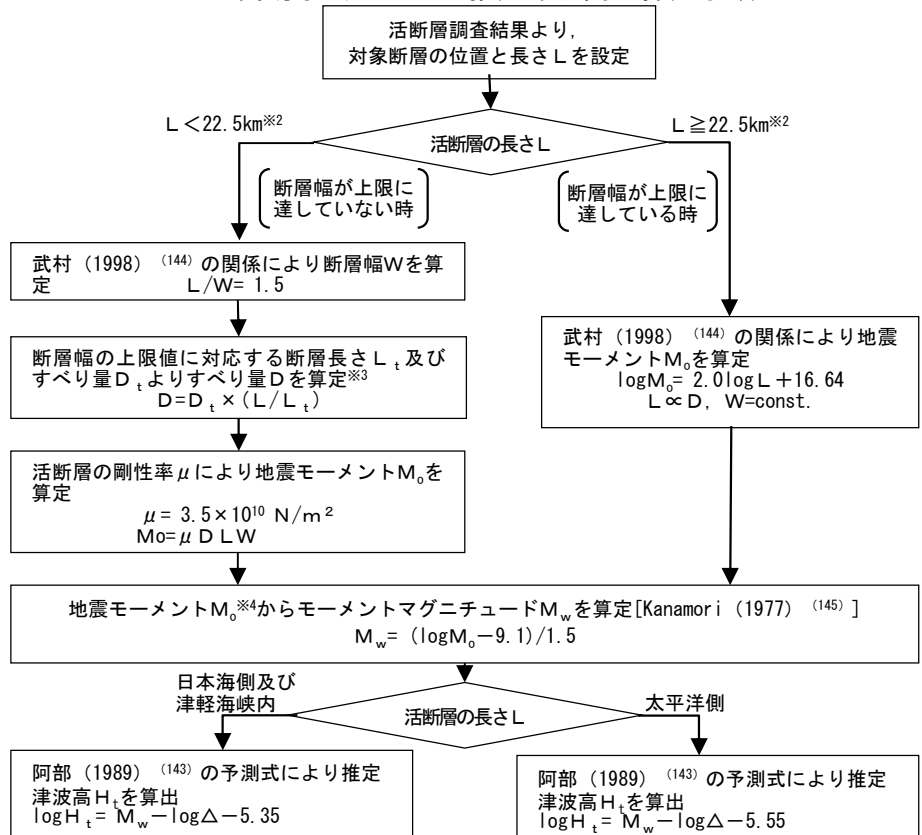 活断層調査結果より,
対象断層の位置と長さLを設定
L<22.5km※2
L≧22.5km※2
活断層の長さL
断層幅が上限に
達していない時
断層幅が上限に
達している時
武村(1998)(144)の関係により断層幅Wを算
定 L/W= 1.5
断層幅の上限値に対応する断層長さLt及び
すべり量DtよりすべりDを算定※3
D=Dt×(L/Lt)
活断層の剛性率μにより地震モーメントM0を
算定
μ= 3.5×10¹⁰ N/m²
Mo=μDLW
武村(1998)(144)の関係により地震
モーメントM0を算定
logM0= 2.0logL+16.64
L∝D, W=const.
地震モーメントM0※4からモーメントマグニチュードMwを算定[Kanamori(1977)(145)]
Mw= (logM0-9.1)/1.5
日本海側及び
津軽海峡内
太平洋側
活断層の長さL
阿部(1989)(143)の予測式により推定
津波高Htを算出
logHt= Mw-logΔ-5.35
阿部(1989)(143)の予測式により推定
津波高Htを算出
logHt= Mw-logΔ-5.55